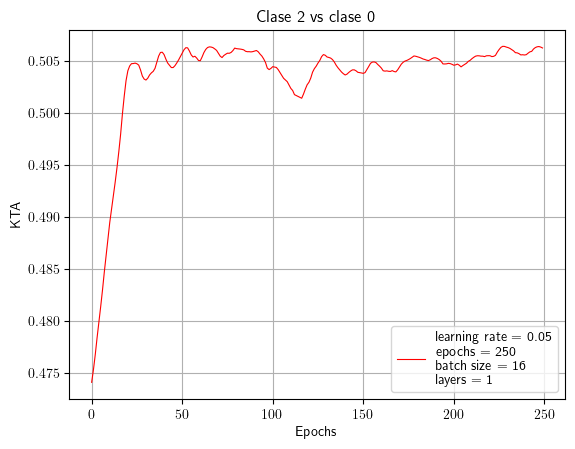 Clase 2 vs clase 0
KTA
0.505
0.500
0.495
0.490
0.485
0.480
0.475
learning rate = 0.05
epochs = 250
batch size = 16
layers = 1
0 50 100 150 200 250
Epochs